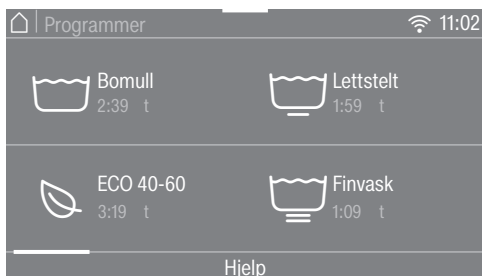 Programmer 11:02
Bomull
2:39 t
Lettstelt
1:59 t
ECO 40-60
3:19 t
Finvask
1:09 t
Hjelp